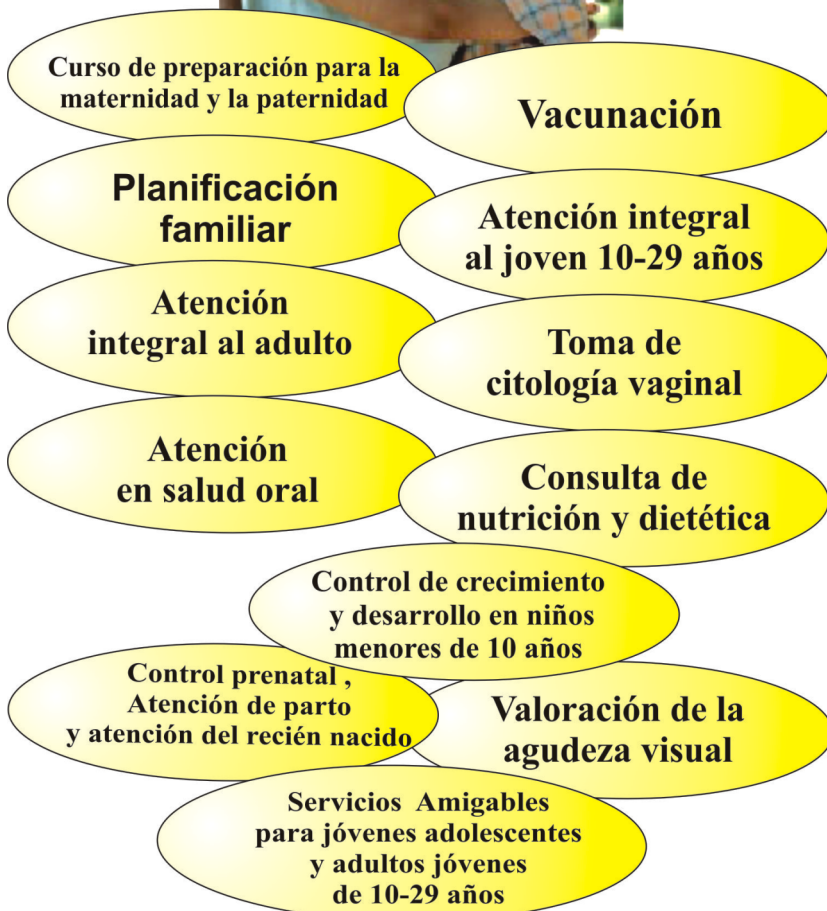 Curso de preparación para la
maternidad y la paternidad
Vacunación
Planificación
familiar
Atención integral
al joven 10-29 años
Atención
integral al adulto
Toma de
citología vaginal
Atención
en salud oral
Consulta de
nutrición y dietética
Control de crecimiento
y desarrollo en niños
menores de 10 años
Control prenatal ,
Atención de parto
y atención del recién nacido
Valoración de la
agudeza visual
Servicios Amigables
para jóvenes adolescentes
y adultos jóvenes
de 10-29 años